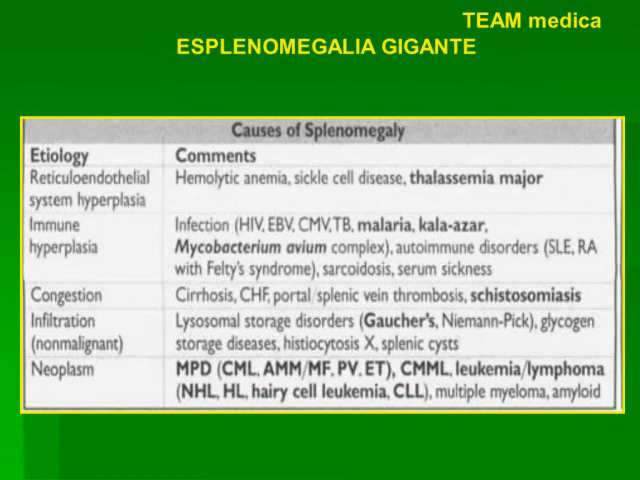 TEAM medica
ESPLENOMEGALIA GIGANTE
Causes of Splenomegaly
Etiology Comments
Reticuloendothelial Hemolytic anemia, sickle cell disease, thalassemia major
system hyperplasia
Immune Infection (HIV, EBV, CMV, TB, malaria, kala-azar,
hyperplasia Mycobacterium avium complex), autoimmune disorders (SLE, RA
with Felty's syndrome), sarcoidosis, serum sickness
Congestion Cirrhosis, CHF, portal/splenic vein thrombosis, schistosomiasis
Infiltration Lysosomal storage disorders (Gaucher's, Niemann-Pick), glycogen
(nonmalignant) storage diseases, histiocytosis X, splenic cysts
Neoplasm MPD (CML, AMM/MF, PV, ET), CMML, leukemia/lymphoma
(NHL, HL, hairy cell leukemia, CLL), multiple myeloma, amyloid